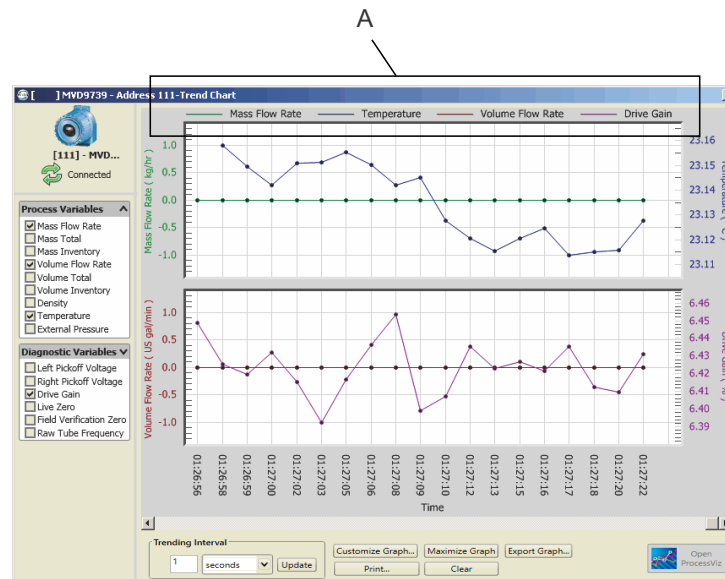 A
[ ] MVD9739 - Address 111-Trend Chart
[111] - MVD...
Connected
Process Variables
Mass Flow Rate
Mass Total
Mass Inventory
Volume Flow Rate
Volume Total
Volume Inventory
Density
Temperature
External Pressure
Diagnostic Variables
Left Pickoff Voltage
Right Pickoff Voltage
Drive Gain
Live Zero
Field Verification Zero
Raw Tube Frequency
Mass Flow Rate Temperature Volume Flow Rate Drive Gain
Mass Flow Rate ( kg/hr )
1.0
0.5
0.0
-0.5
-1.0
23.16
23.15
23.14
23.13
23.12
23.11
Temperature ( °C )
Volume Flow Rate ( US gal/min )
1.0
0.5
0.0
-0.5
-1.0
6.46
6.45
6.44
6.43
6.42
6.41
6.40
6.39
Drive Gain ( % )
01:26:56
01:26:58
01:26:59
01:27:00
01:27:02
01:27:03
01:27:05
01:27:06
01:27:08
01:27:09
01:27:10
01:27:12
01:27:13
01:27:15
01:27:16
01:27:17
01:27:18
01:27:20
01:27:22
Time
Trending Interval
1 seconds Update
Customize Graph... Maximize Graph Export Graph...
Print... Clear
Open
ProcessViz